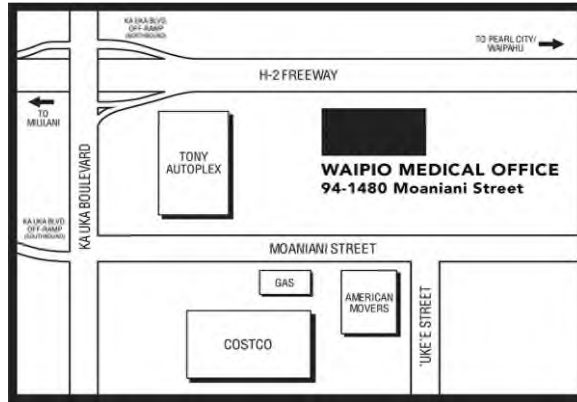 KA UKA BLVD.
OFF-RAMP
(NORTHBOUND)
TO PEARL CITY/
WAIPAHU
H-2 FREEWAY
TO
MILILANI
TONY
AUTOPLEX
WAIPIO MEDICAL OFFICE
94-1480 Moaniani Street
KA UKA BOULEVARD
KA UKA BLVD.
OFF-RAMP
(SOUTHBOUND)
MOANIANI STREET
GAS
AMERICAN
MOVERS
COSTCO
'UKE'E STREET